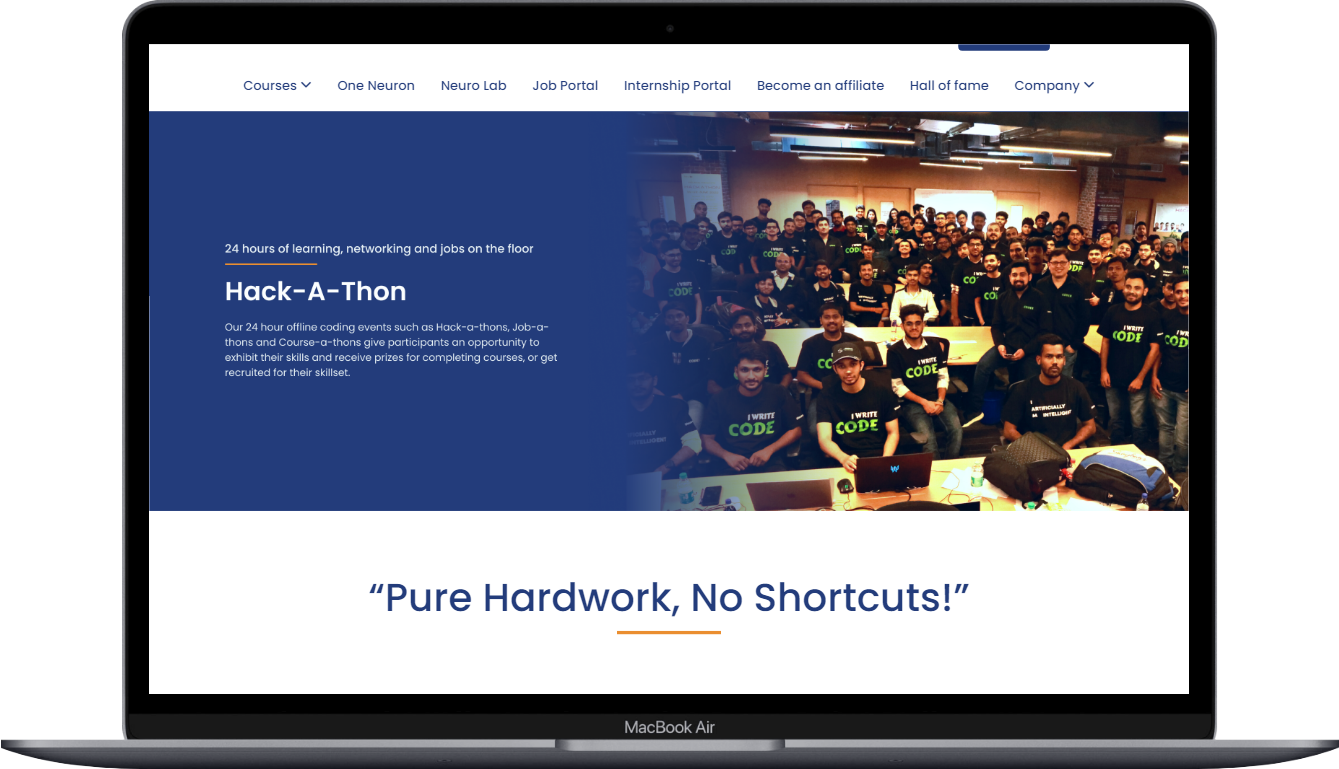 Courses One Neuron Neuro Lab Job Portal Internship Portal Become an affiliate Hall of fame Company
24 hours of learning, networking and jobs on the floor
Hack-A-Thon
Our 24 hour offline coding events such as Hack-a-thons, Job-a-
thons and Course-a-thons give participants an opportunity to
exhibit their skills and receive prizes for completing courses, or get
recruited for their skillset.
I WRITE
CODE
I WRITE
CODE
I WRITE
CODE
I WRITE
CODE
ARTIFICIALLY
INTELLIGENT
“Pure Hardwork, No Shortcuts!”
MacBook Air